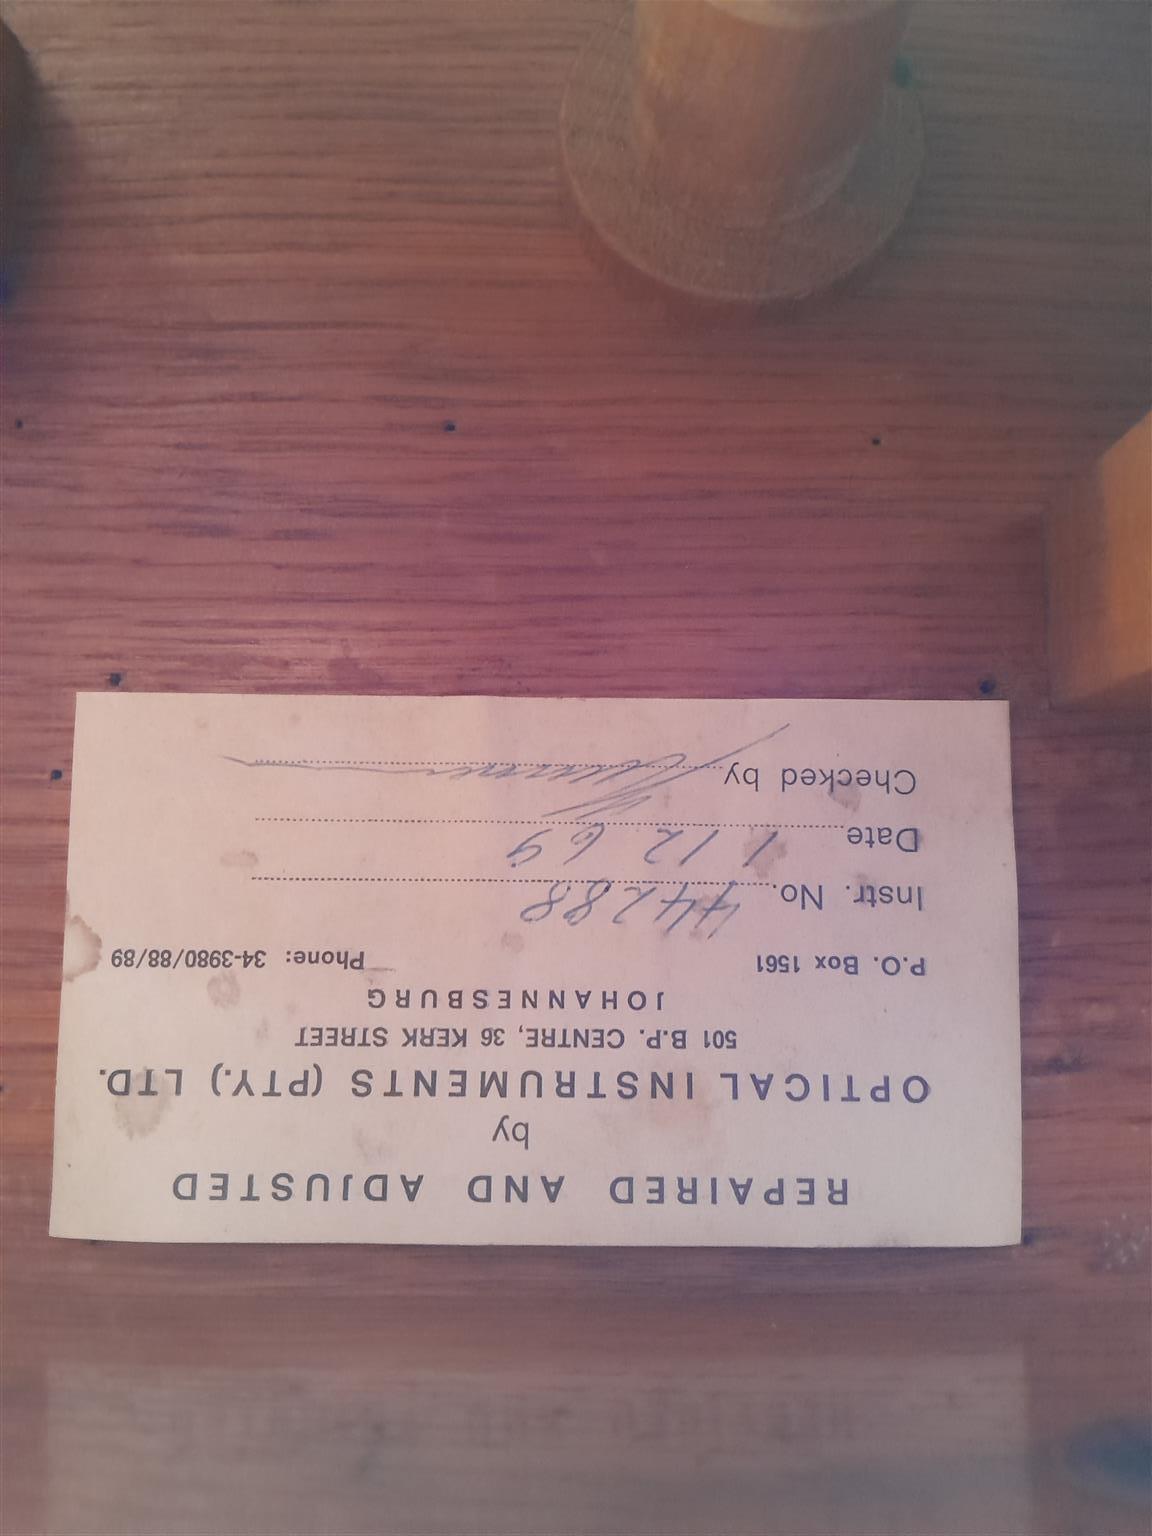 REPAIRED AND ADJUSTED
by
OPTICAL INSTRUMENTS (PTY.) LTD.
501 B.P. CENTRE, 36 KERK STREET
JOHANNESBURG
P.O. Box 1561 Phone: 34-3980/88/89
Instr. No. 44288
Date 1 12 69
Checked by